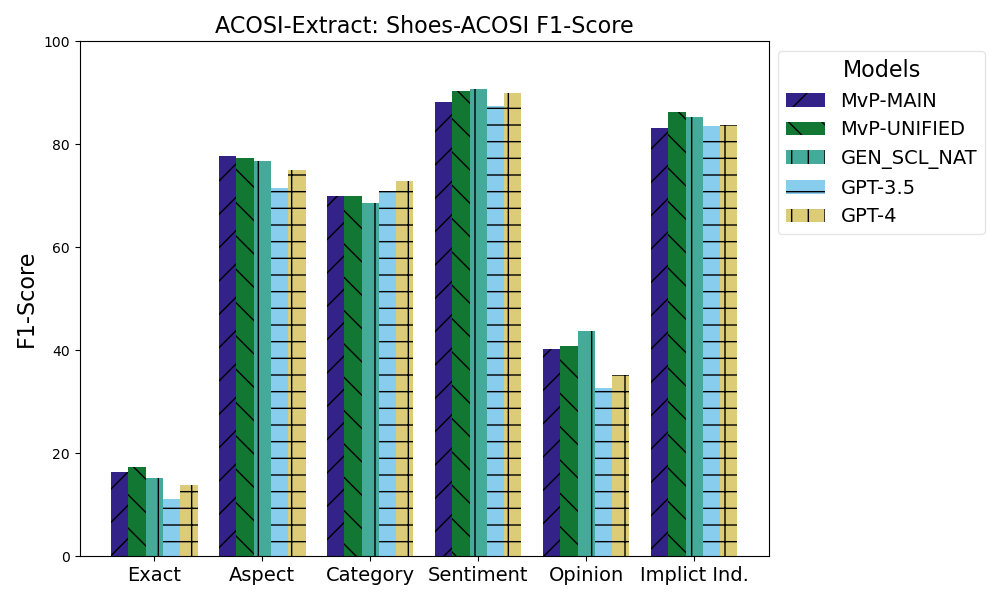 ACOSI-Extract: Shoes-ACOSI F1-Score
100
80
60
40
20
0
F1-Score
Exact
Aspect
Category
Sentiment
Opinion
Implict Ind.
Models
MvP-MAIN
MvP-UNIFIED
GEN_SCL_NAT
GPT-3.5
GPT-4